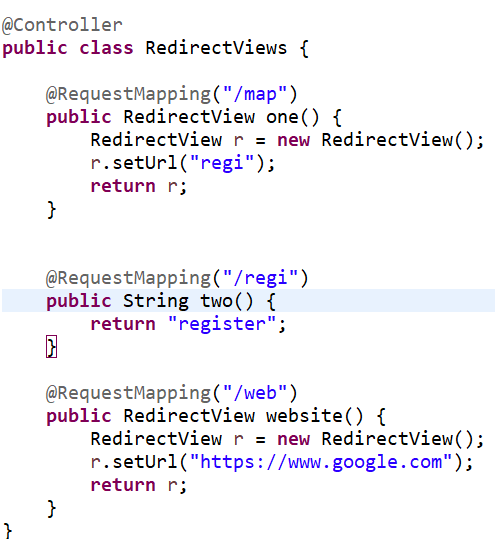 @Controller
public class RedirectViews {
@RequestMapping("/map")
public RedirectView one() {
RedirectView r = new RedirectView();
r.setUrl("regi");
return r;
}
@RequestMapping("/regi")
public String two() {
return "register";
}
@RequestMapping("/web")
public RedirectView website() {
RedirectView r = new RedirectView();
r.setUrl("https://www.google.com");
return r;
}
}